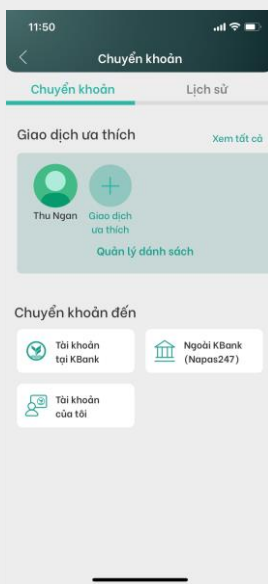 11:50
Chuyển khoản
Chuyển khoản
Lịch sử
Giao dịch ưa thích
Xem tất cả
Thu Ngan
Giao dịch
ưa thích
Quản lý dánh sách
Chuyển khoản đến
Tài khoản
tại KBank
Ngoài KBank
(Napas247)
Tài khoản
của tôi